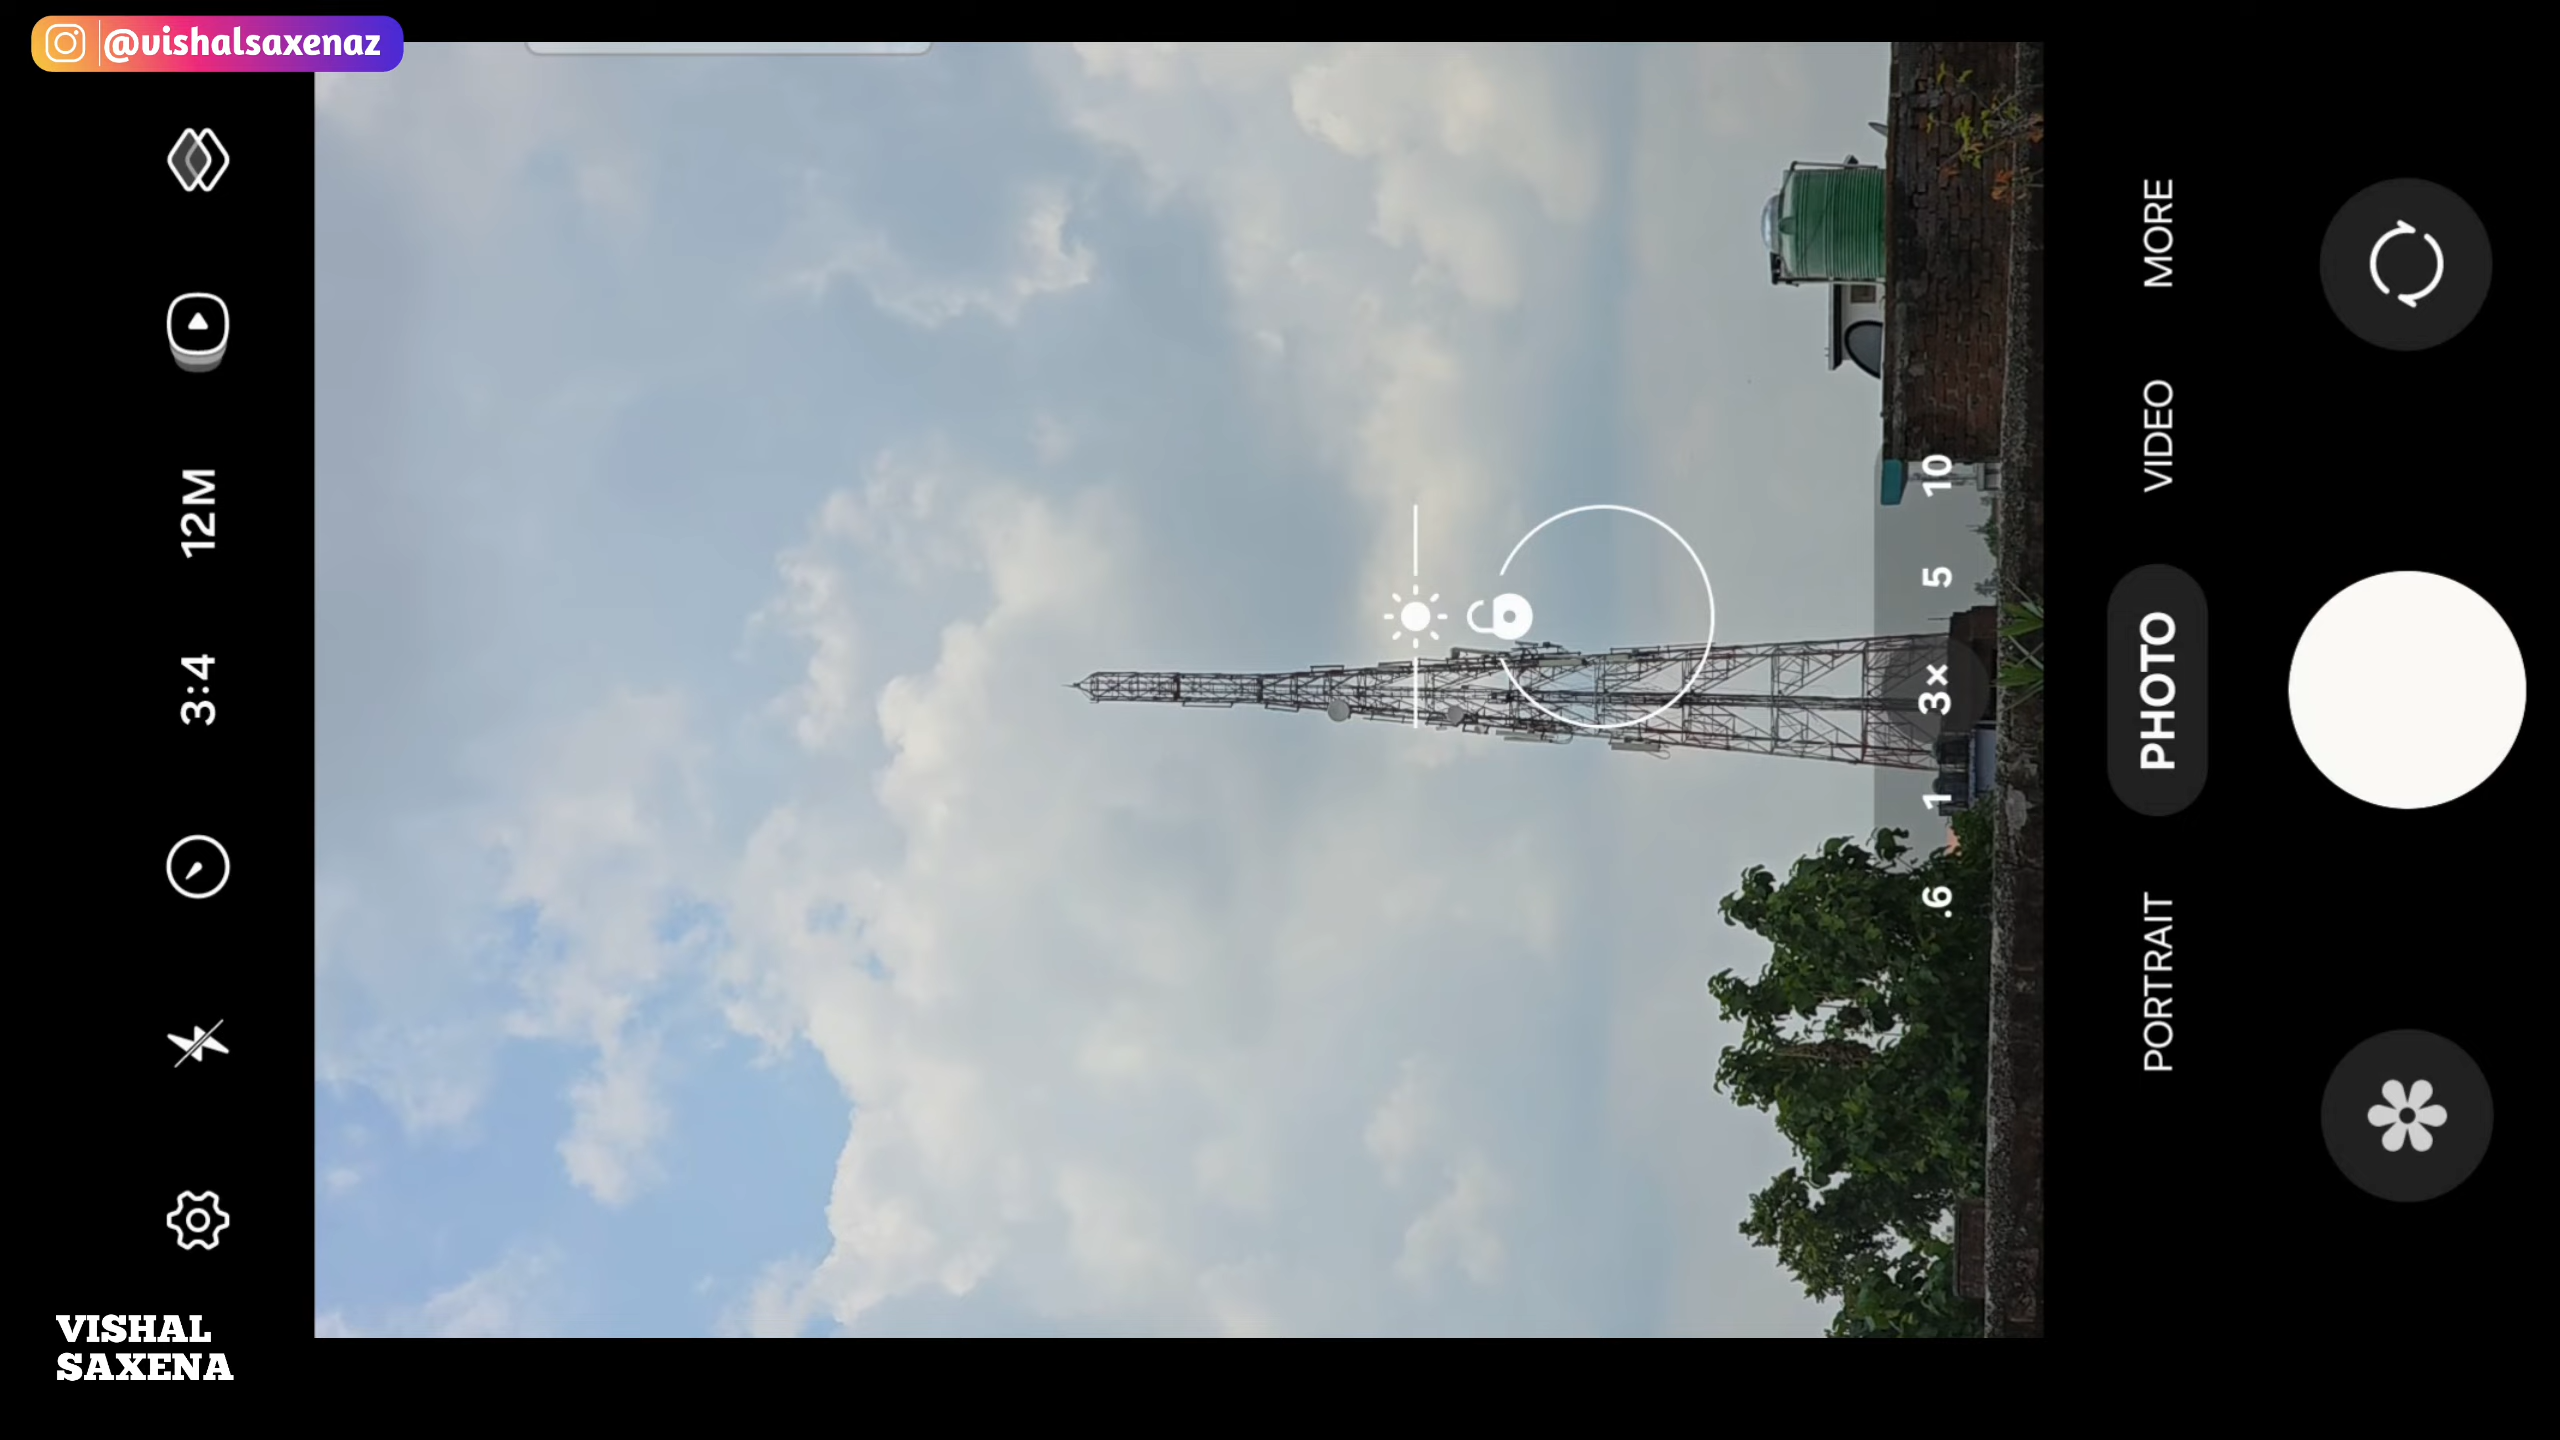 @vishalsaxenaz
12M
3:4
10
5
3×
1
.6
MORE
VIDEO
PHOTO
PORTRAIT
VISHAL
SAXENA